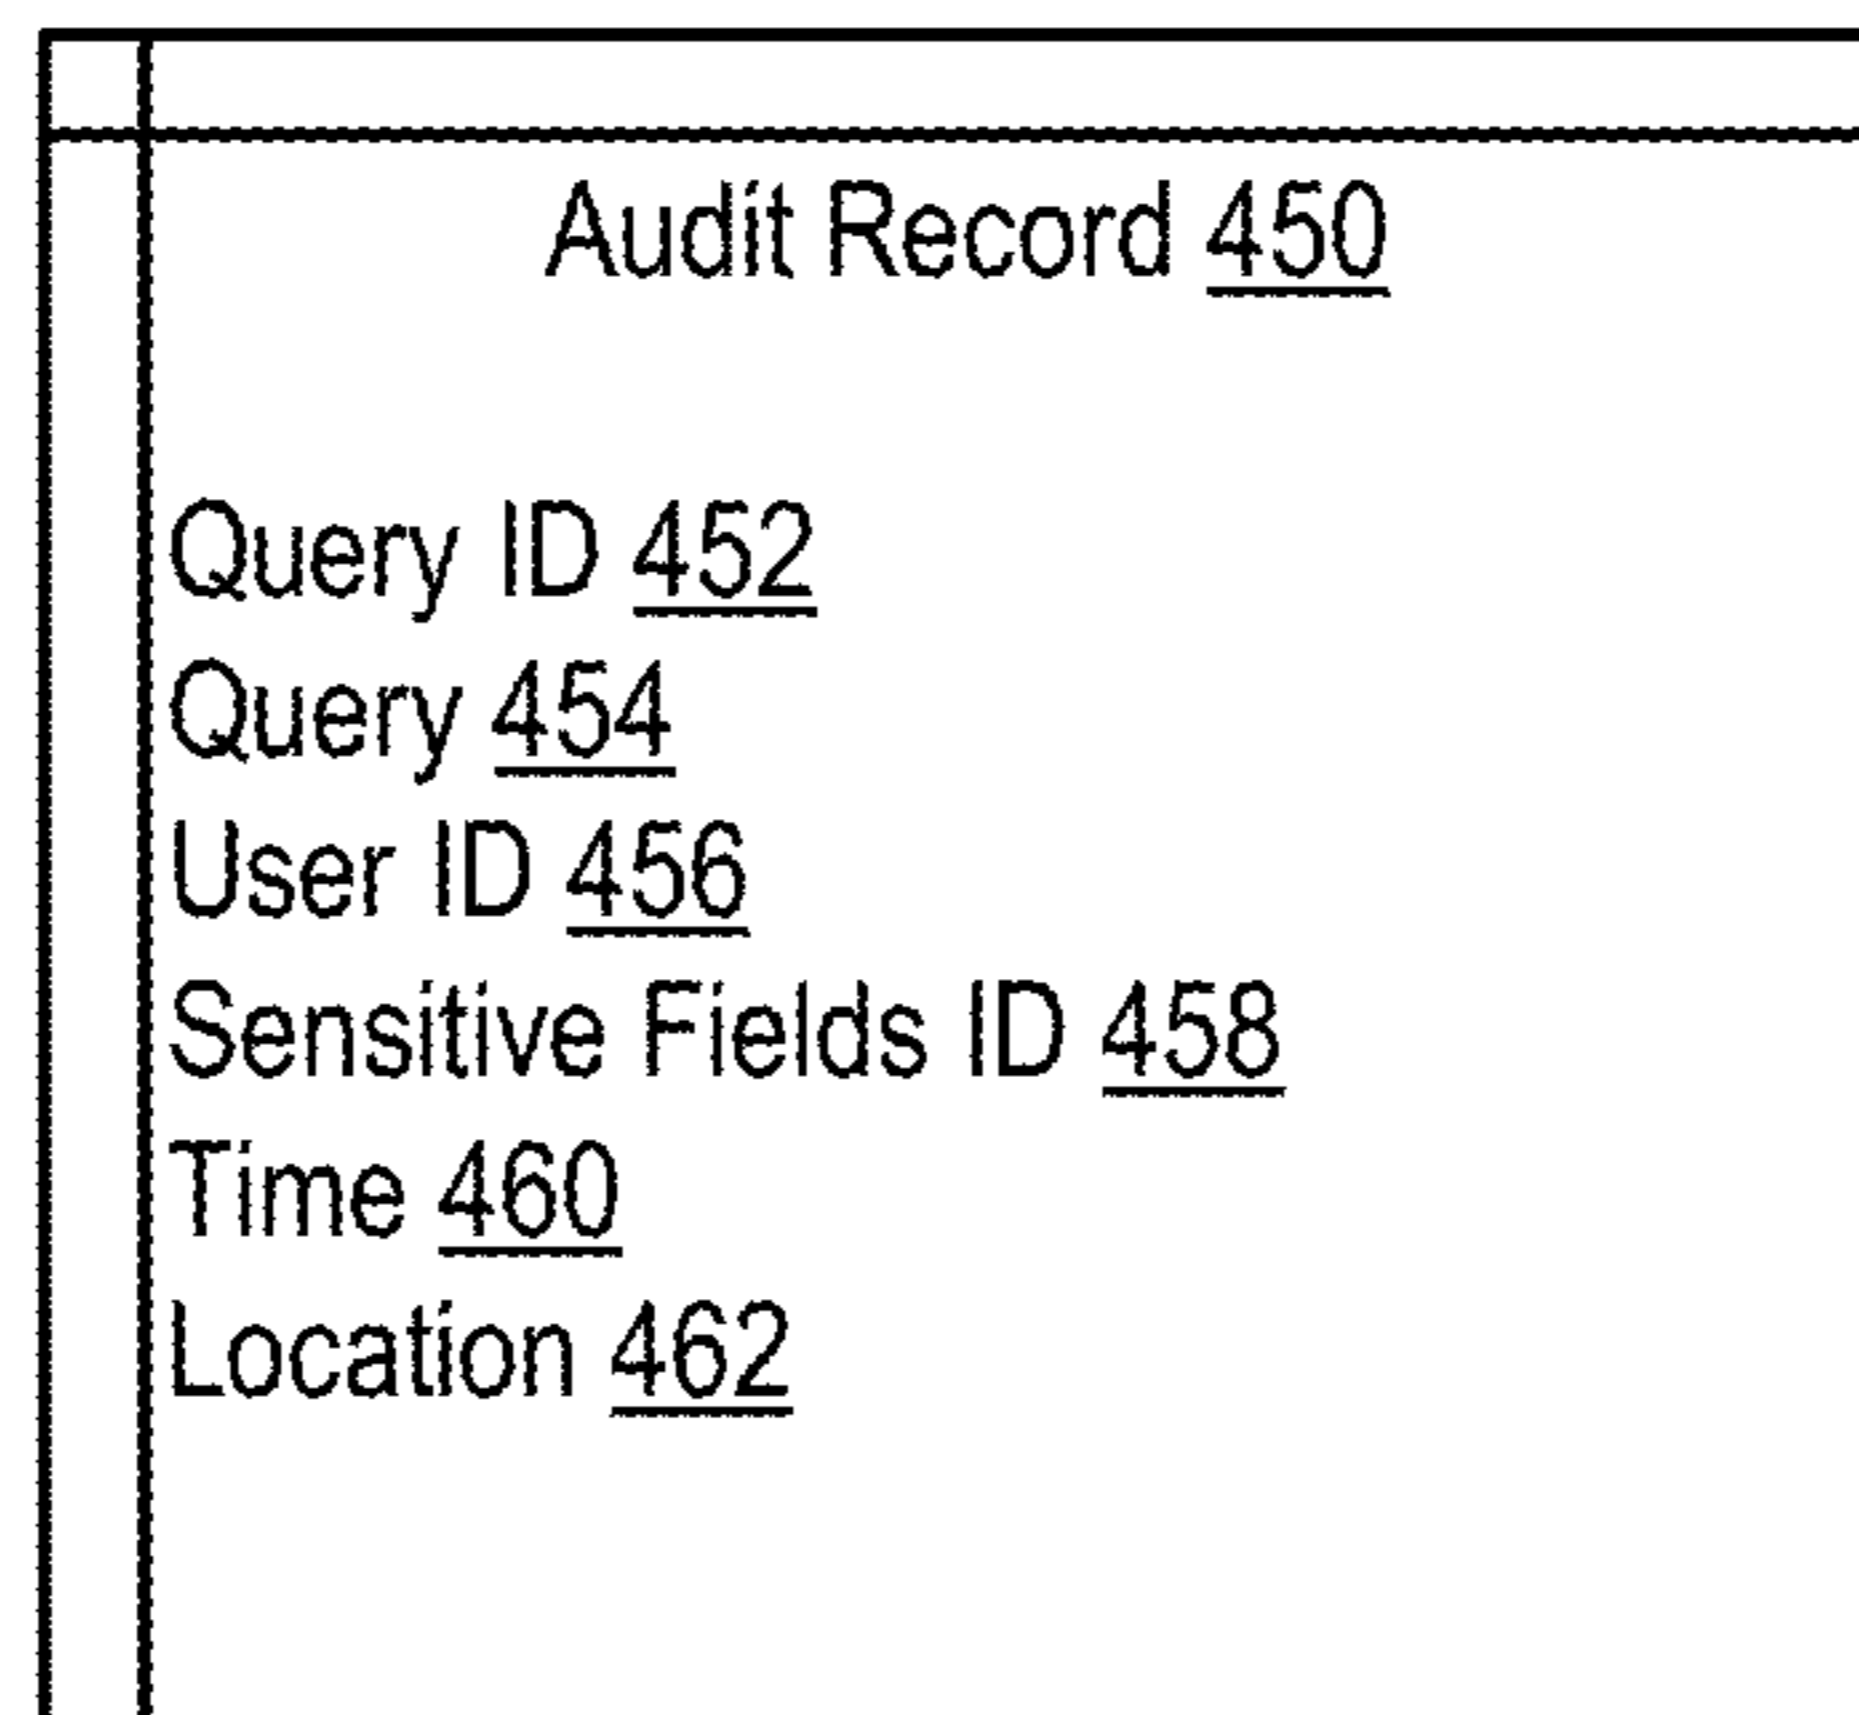 Audit Record 450
Query ID 452
Query 454
User ID 456
Sensitive Fields ID 458
Time 460
Location 462